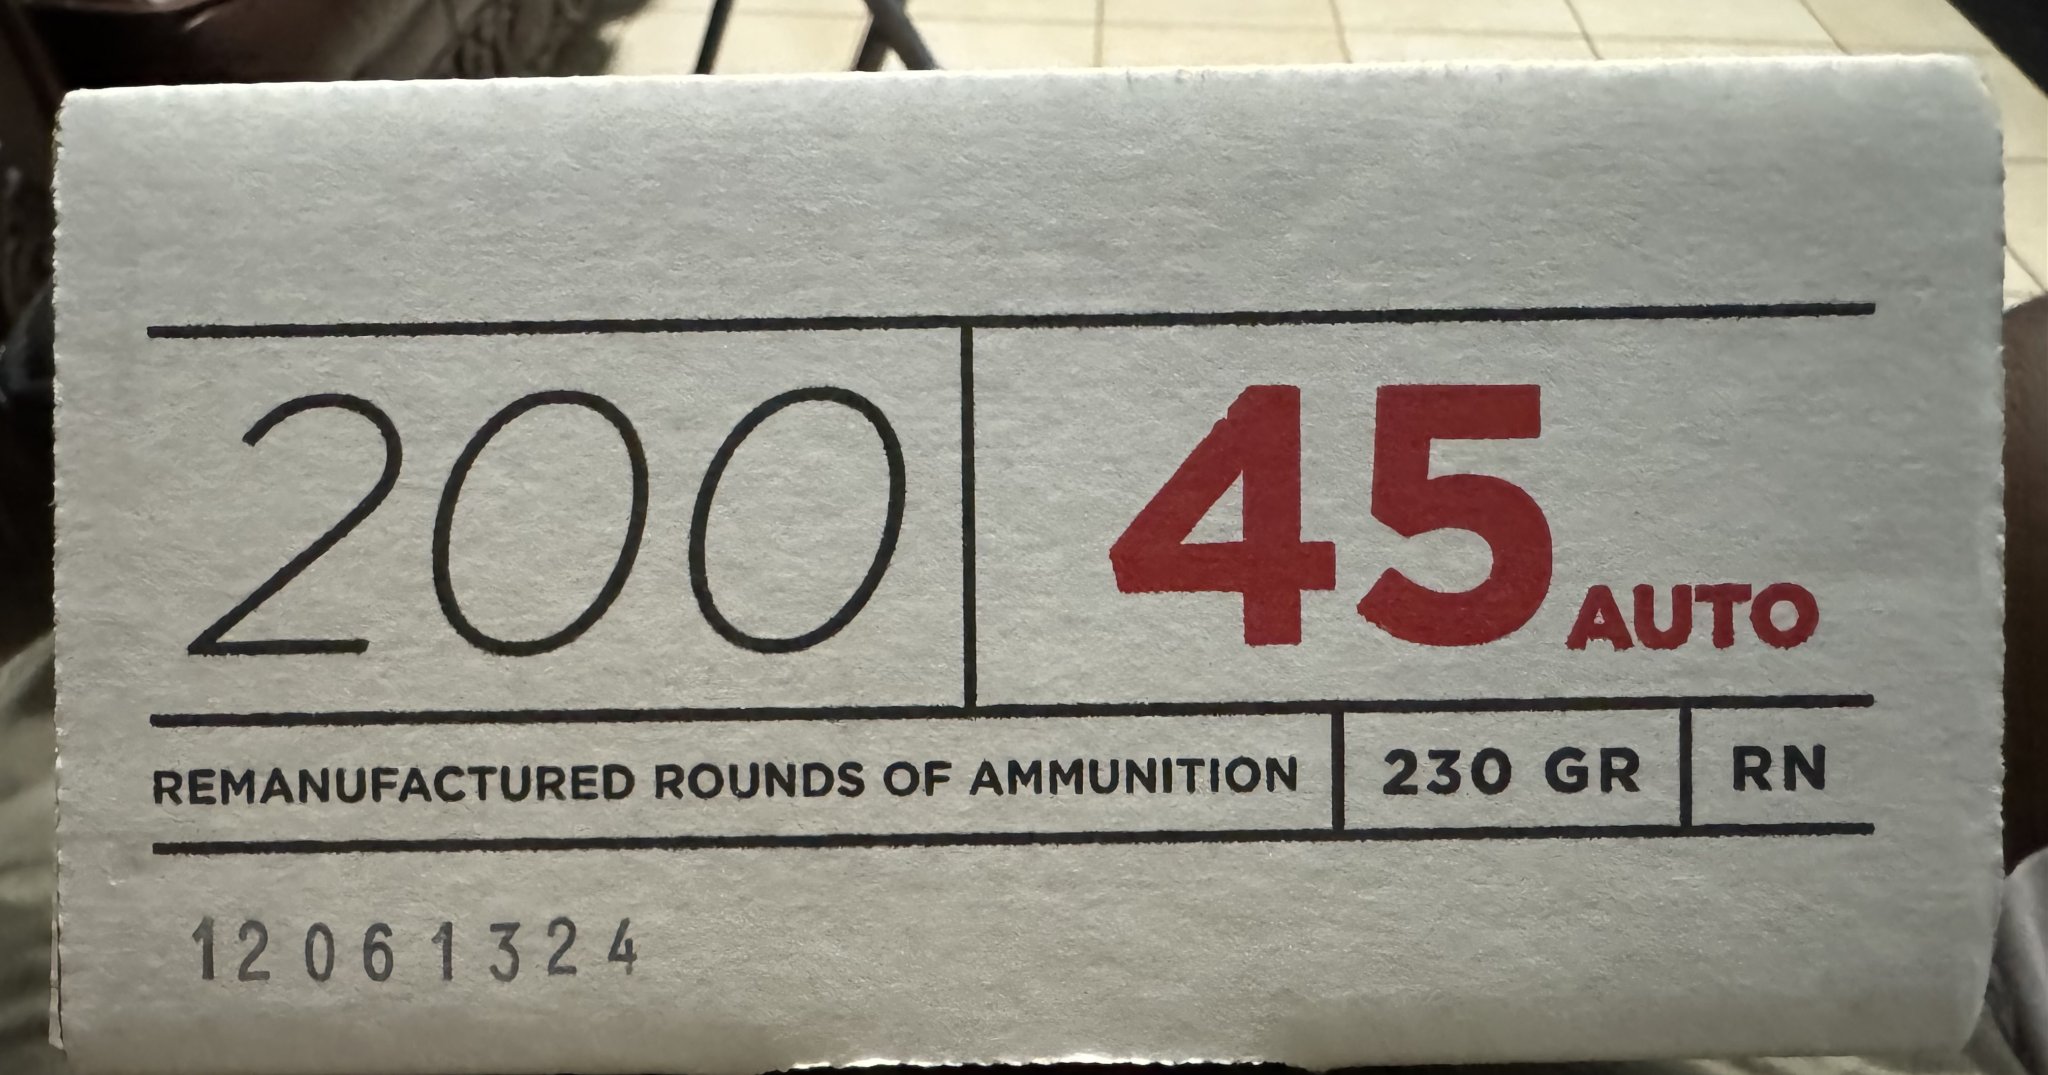 200
45 AUTO
REMANUFACTURED ROUNDS OF AMMUNITION
230 GR
RN
12061324